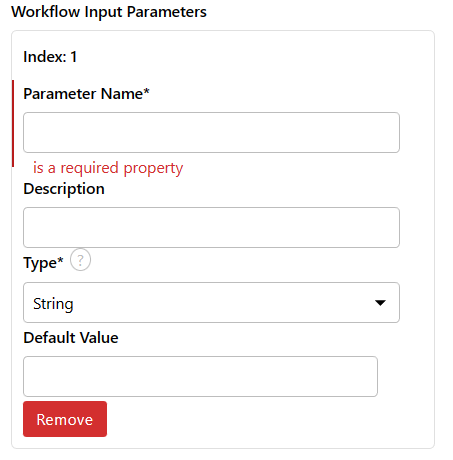 Workflow Input Parameters
Index: 1
Parameter Name*
is a required property
Description
Type* ?
String
Default Value
Remove